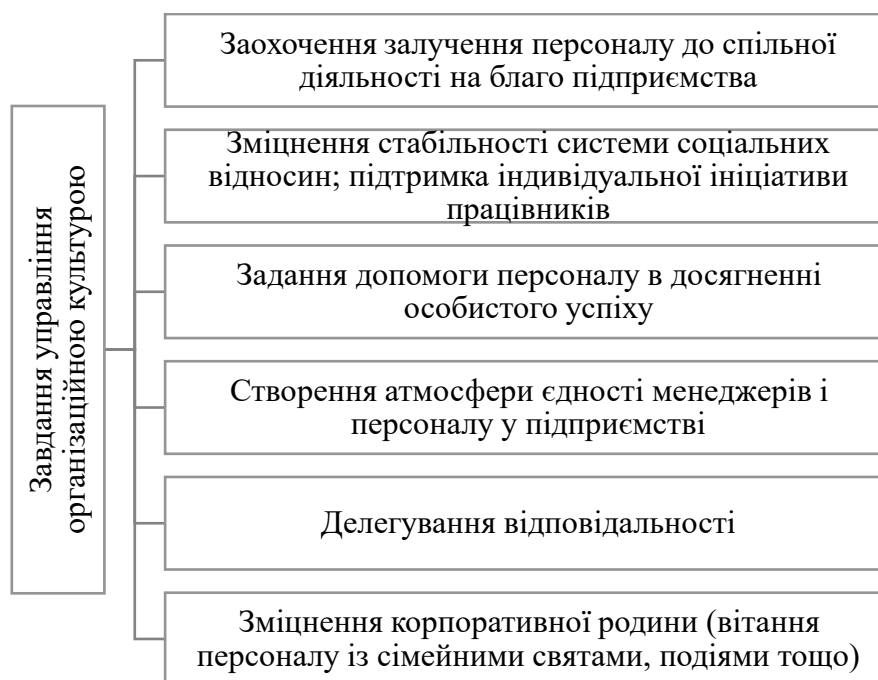 Завдання управління
організаційною культурою
Заохочення залучення персоналу до спільної
діяльності на благо підприємства
Зміцнення стабільності системи соціальних
відносин; підтримка індивідуальної ініціативи
працівників
Задання допомоги персоналу в досягненні
особистого успіху
Створення атмосфери єдності менеджерів і
персоналу у підприємстві
Делегування відповідальності
Зміцнення корпоративної родини (вітання
персоналу із сімейними святами, подіями тощо)